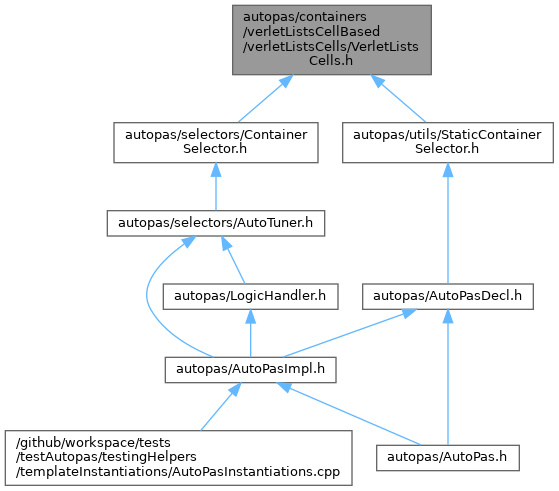 autopas/containers
/verletListsCellBased
/verletListsCells/VerletLists
Cells.h
autopas/selectors/Container
Selector.h
autopas/utils/StaticContainer
Selector.h
autopas/selectors/AutoTuner.h
autopas/LogicHandler.h
autopas/AutoPasDecl.h
autopas/AutoPasImpl.h
/github/workspace/tests
/testAutopas/testingHelpers
/templateInstantiations/AutoPasInstantiations.cpp
autopas/AutoPas.h